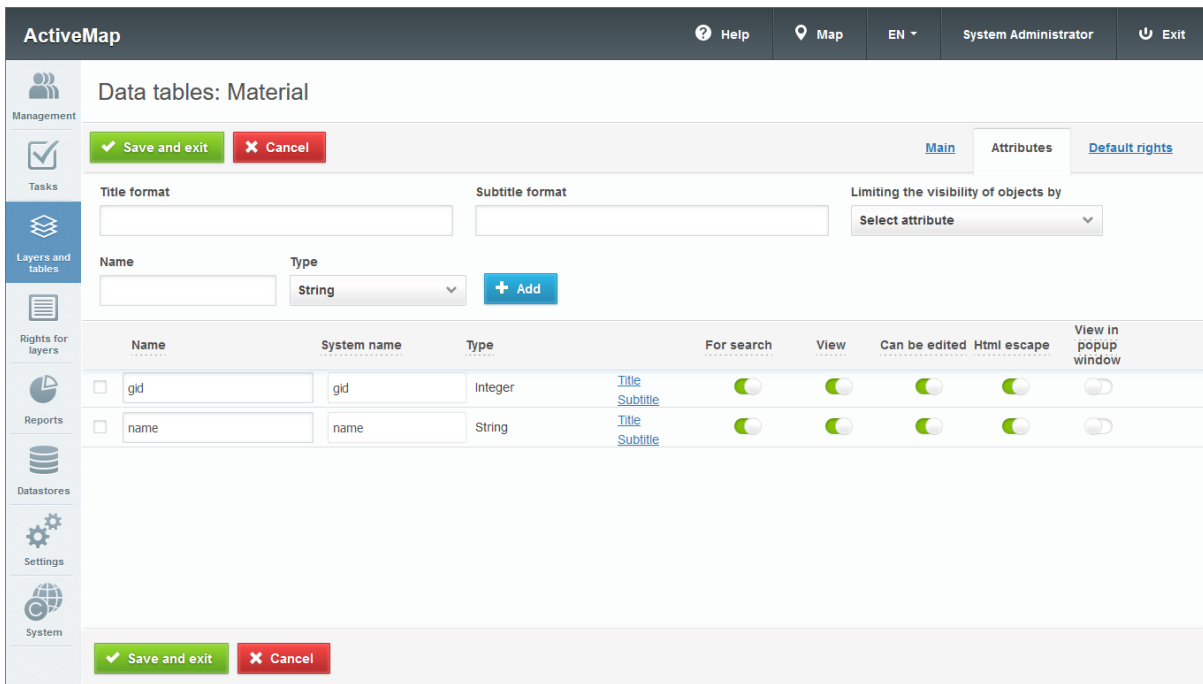 ActiveMap
Help
Map
EN
System Administrator
Exit
Management
Tasks
Layers and
tables
Rights for
layers
Reports
Datastores
Settings
System
Data tables: Material
Save and exit
Cancel
Main
Attributes
Default rights
Title format
Subtitle format
Limiting the visibility of objects by
Select attribute
Name
Type
String
Add
Name
System name
Type
For search
View
Can be edited
Html escape
View in
popup
window
gid
gid
Integer
Title
Subtitle
name
name
String
Title
Subtitle
Save and exit
Cancel